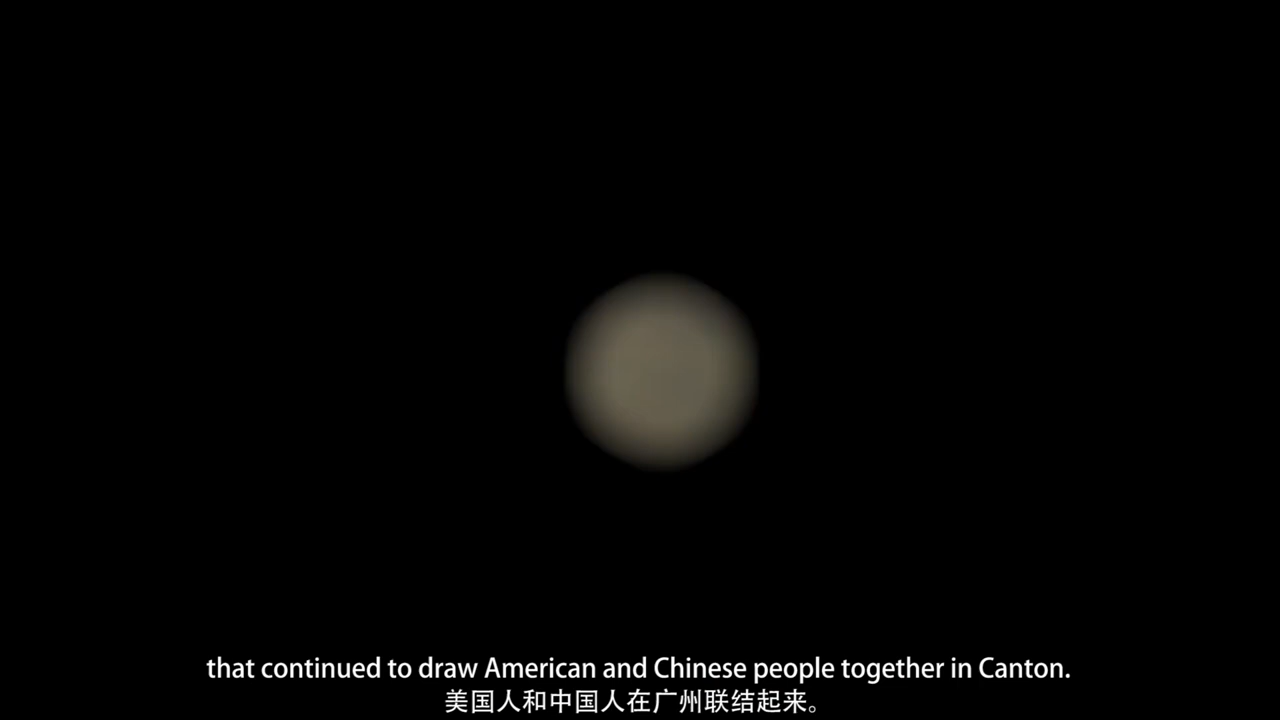 that continued to draw American and Chinese people together in Canton.
美国人和中国人在广州联结起来。